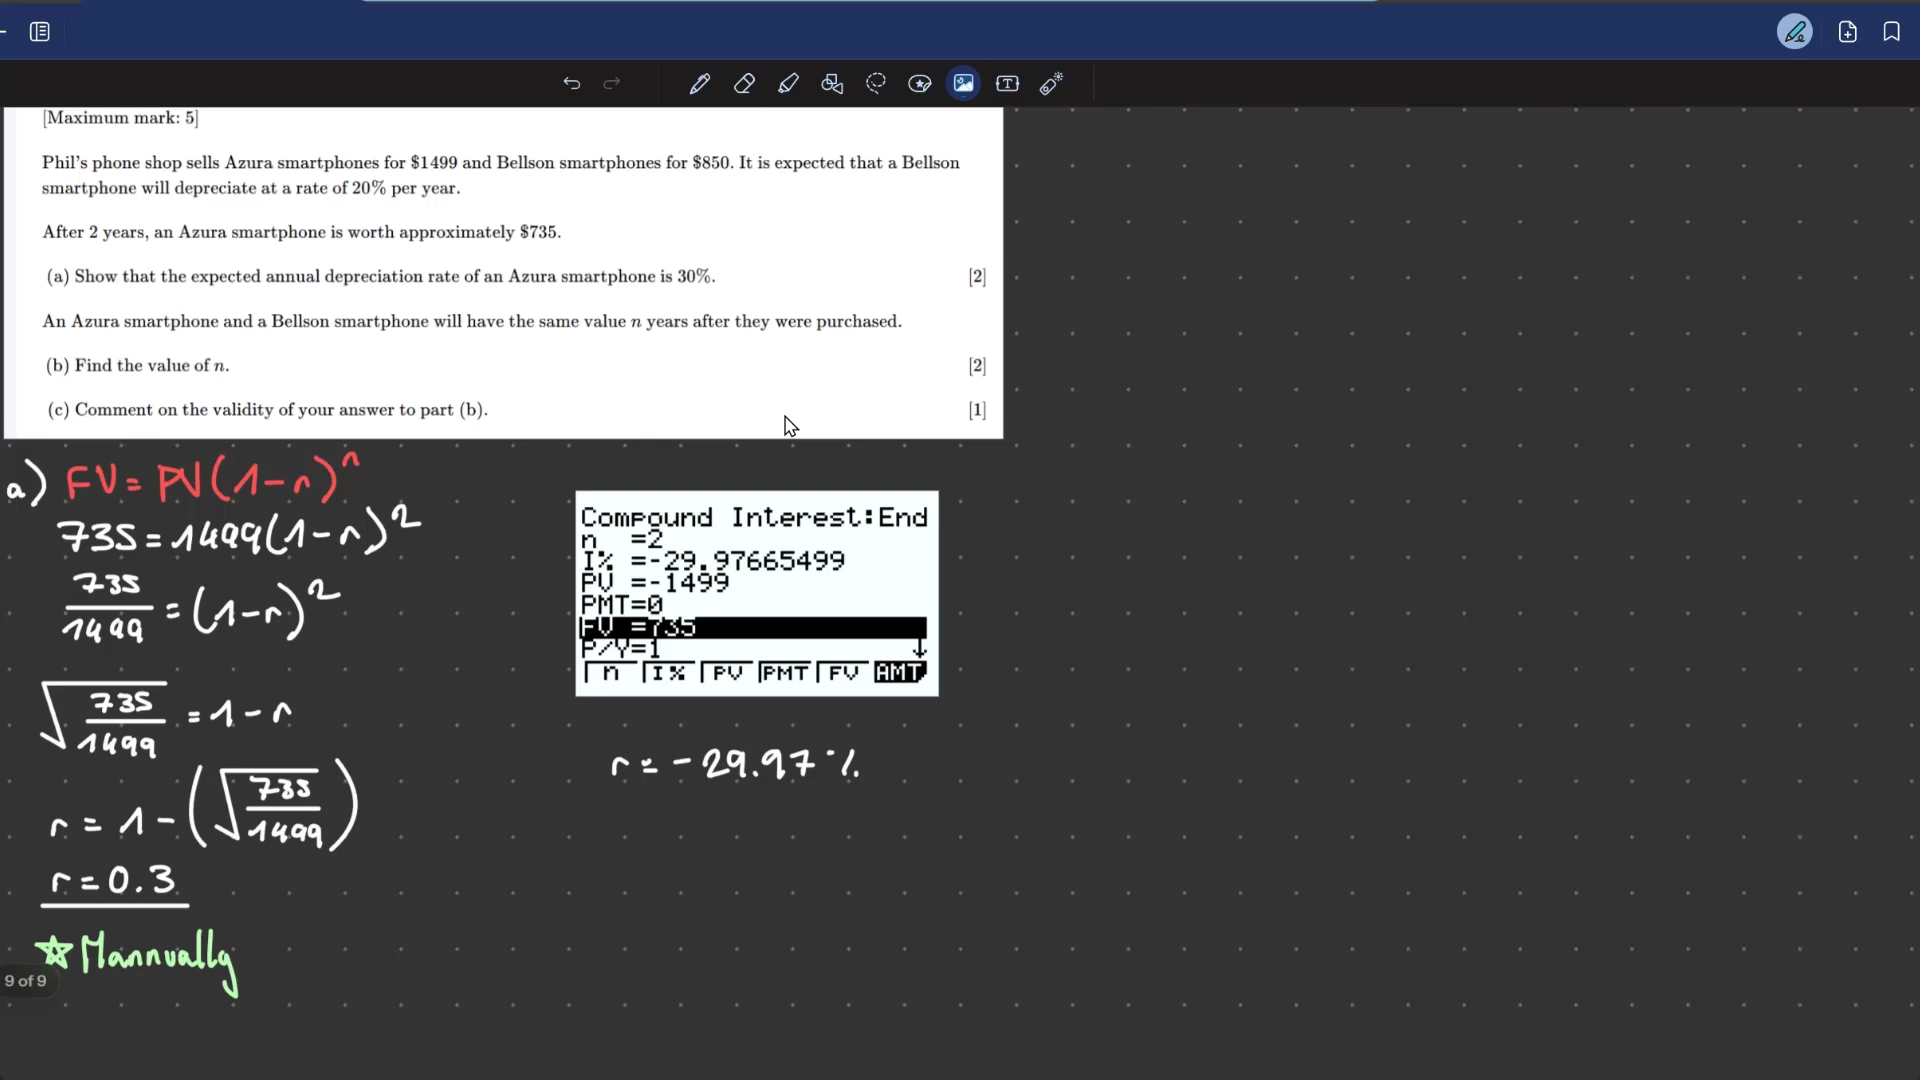 [Maximum mark: 5]
Phil's phone shop sells Azura smartphones for $1499 and Bellson smartphones for $850. It is expected that a Bellson
smartphone will depreciate at a rate of 20% per year.
After 2 years, an Azura smartphone is worth approximately $735.
(a) Show that the expected annual depreciation rate of an Azura smartphone is 30%. [2]
An Azura smartphone and a Bellson smartphone will have the same value n years after they were purchased.
(b) Find the value of n. [2]
(c) Comment on the validity of your answer to part (b). [1]
a) FV = PV(1-r)^n
735 = 1499(1-r)^2
735/1499 = (1-r)^2
√(735/1499) = 1-r
r = 1-(√(735/1499))
r = 0.3
☆ Mannually
9 of 9
Compound Interest:End
n =2
I% =-29.97665499
PV =-1499
PMT=0
FV =735
P/Y=1 ↓
n I% PV PMT FV AMT
r = -29.97 %